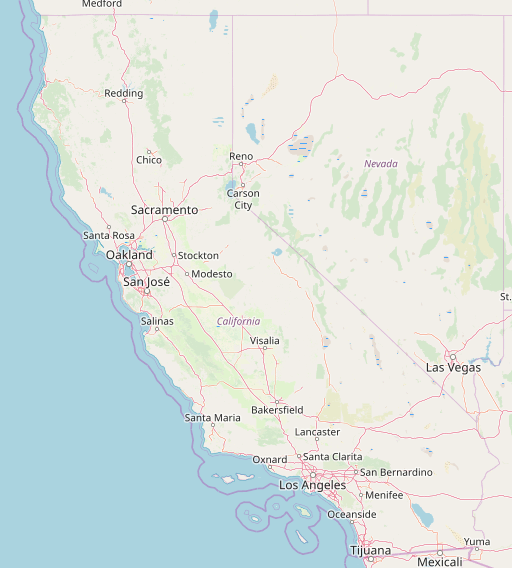 Medford
Redding
Chico
Reno
Nevada
Carson
City
Sacramento
Santa Rosa
Oakland
Stockton
Modesto
San José
St.
Salinas
California
Visalia
Las Vegas
Bakersfield
Santa Maria
Lancaster
Oxnard
Santa Clarita
San Bernardino
Los Angeles
Menifee
Oceanside
Yuma
Tijuana
Mexicali